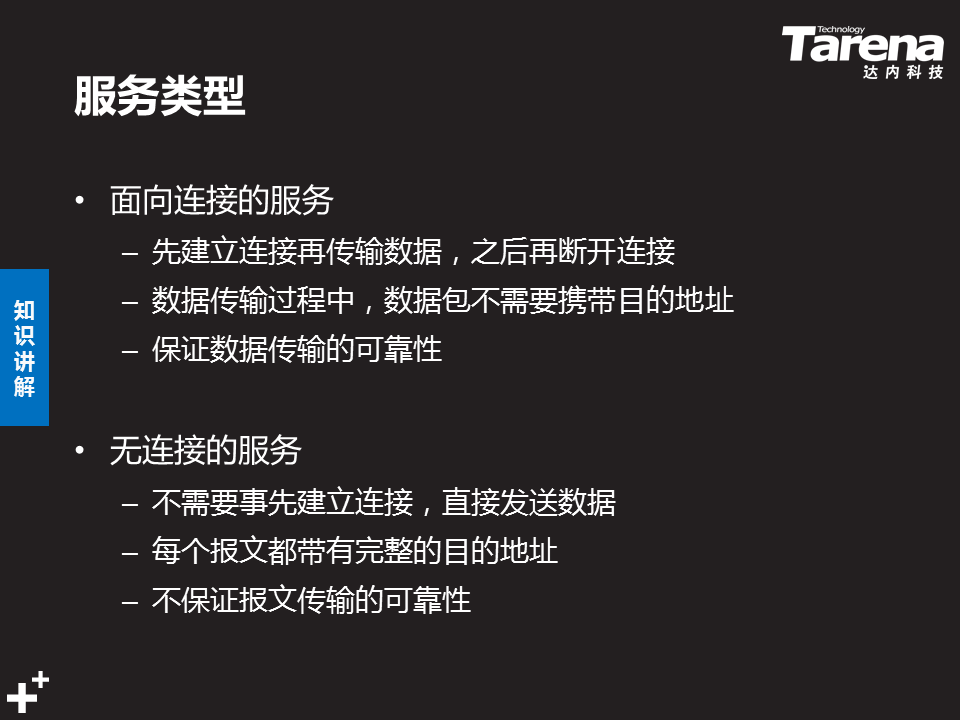 Technology
Tarena
达内科技
服务类型
• 面向连接的服务
– 先建立连接再传输数据，之后再断开连接
– 数据传输过程中，数据包不需要携带目的地址
– 保证数据传输的可靠性
知识讲解
• 无连接的服务
– 不需要事先建立连接，直接发送数据
– 每个报文都带有完整的目的地址
– 不保证报文传输的可靠性